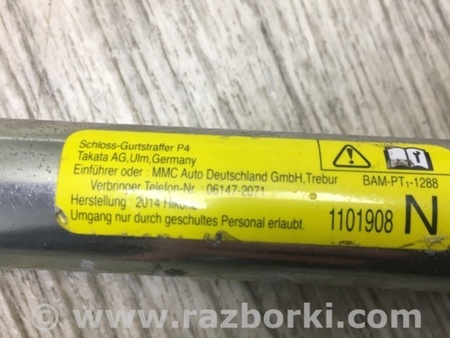 Schloss-Gurtstraffer P4
Takata AG,Ulm,Germany
Einführer oder : MMC Auto Deutschland GmbH,Trebur
Verbringer Telefon-Nr. : 06147-2071
Herstellung : 2014 Hikone
Umgang nur durch geschultes Personal erlaubt.
BAM-PT₁-1288
1101908 N
© www.razborki.com